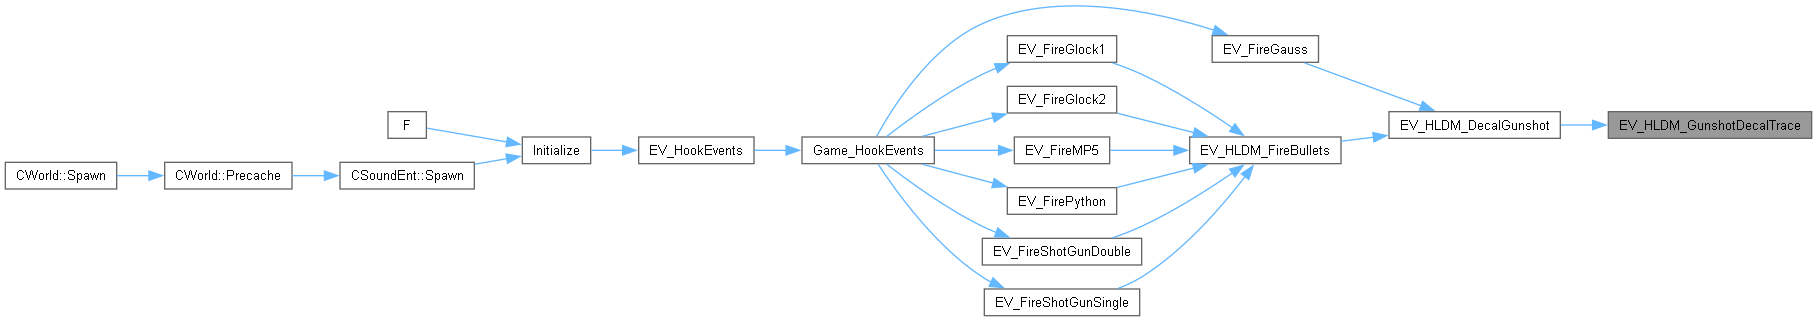 CWorld::Spawn
CWorld::Precache
CSoundEnt::Spawn
F
Initialize
EV_HookEvents
Game_HookEvents
EV_FireGlock1
EV_FireGlock2
EV_FireMP5
EV_FirePython
EV_FireShotGunDouble
EV_FireShotGunSingle
EV_FireGauss
EV_HLDM_FireBullets
EV_HLDM_DecalGunshot
EV_HLDM_GunshotDecalTrace